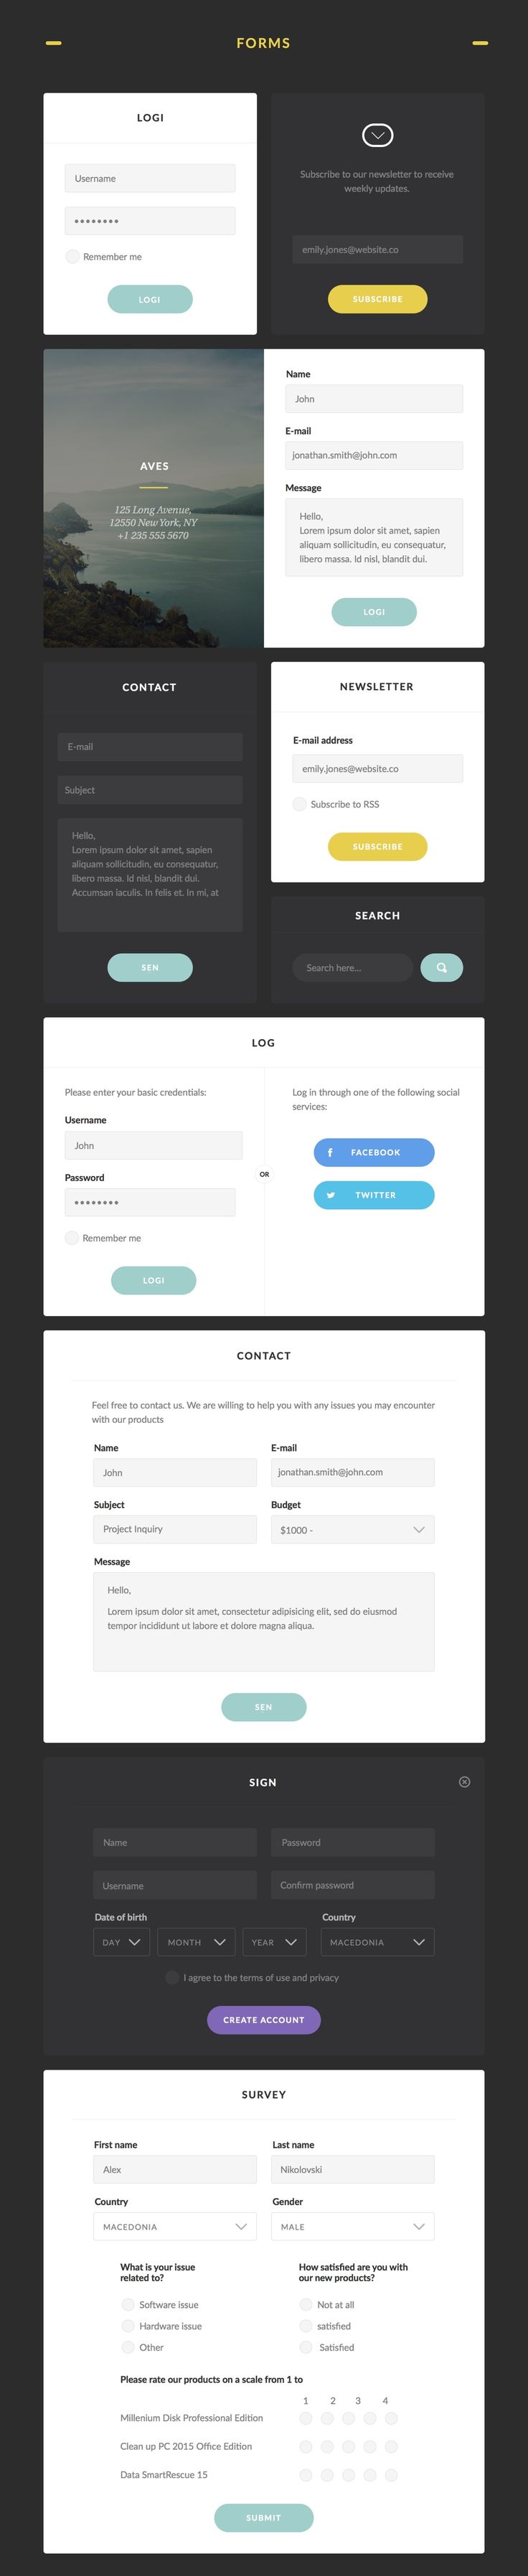 FORMS
LOGI
Username
Remember me
LOGI
Subscribe to our newsletter to receive
weekly updates.
emily.jones@website.co
SUBSCRIBE
AVES
125 Long Avenue,
12550 New York, NY
+1 235 555 5670
Name
John
E-mail
jonathan.smith@john.com
Message
Hello,
Lorem ipsum dolor sit amet, sapien
aliquam sollicitudin, eu consequatur,
libero massa. Id nisl, blandit dui.
LOGI
CONTACT
E-mail
Subject
Hello,
Lorem ipsum dolor sit amet, sapien
aliquam sollicitudin, eu consequatur,
libero massa. Id nisl, blandit dui.
Accumsan iaculis. In felis et. In mi, at
SEN
NEWSLETTER
E-mail address
emily.jones@website.co
Subscribe to RSS
SUBSCRIBE
SEARCH
Search here...
LOG
Please enter your basic credentials:
Username
John
Password
Remember me
LOGI
OR
Log in through one of the following social
services:
FACEBOOK
TWITTER
CONTACT
Feel free to contact us. We are willing to help you with any issues you may encounter
with our products
Name
E-mail
John
jonathan.smith@john.com
Subject
Budget
Project Inquiry
$1000 -
Message
Hello,
Lorem ipsum dolor sit amet, consectetur adipisicing elit, sed do eiusmod
tempor incididunt ut labore et dolore magna aliqua.
SEN
SIGN
Name
Password
Username
Confirm password
Date of birth
Country
DAY
MONTH
YEAR
MACEDONIA
I agree to the terms of use and privacy
CREATE ACCOUNT
SURVEY
First name
Last name
Alex
Nikolovski
Country
Gender
MACEDONIA
MALE
What is your issue
related to?
Software issue
Hardware issue
Other
How satisfied are you with
our new products?
Not at all
satisfied
Satisfied
Please rate our products on a scale from 1 to
1 2 3 4
Millenium Disk Professional Edition
Clean up PC 2015 Office Edition
Data SmartRescue 15
SUBMIT